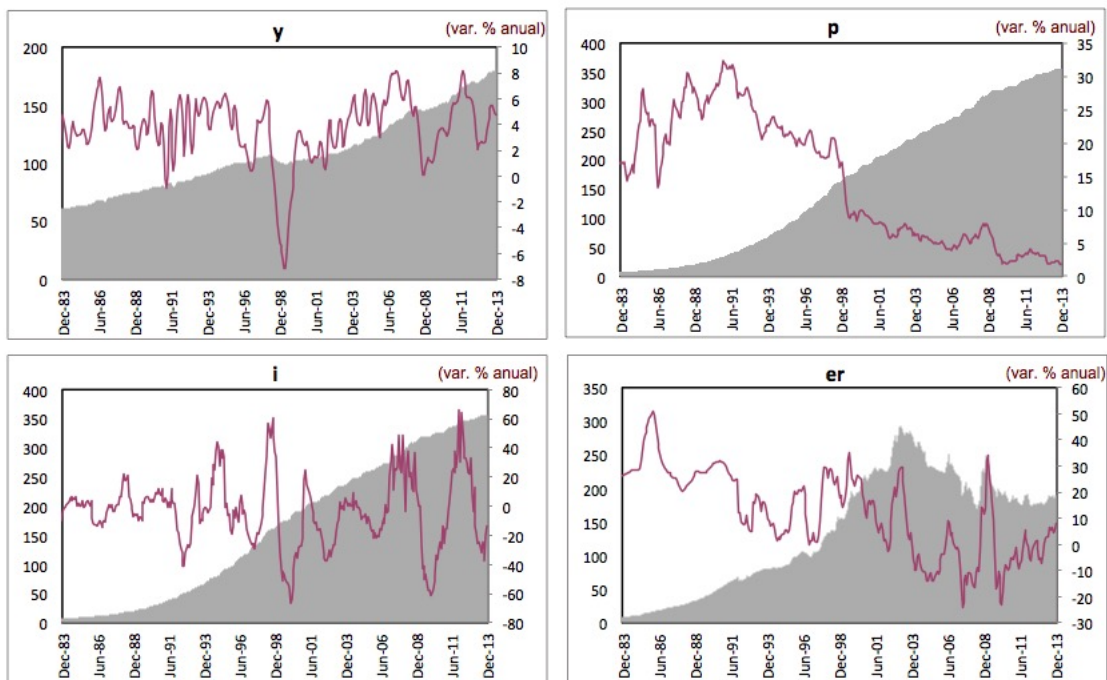 y (var. % anual)
200
150
100
50
0
10
8
6
4
2
0
-2
-4
-6
-8
Dec-83
Jun-86
Dec-88
Jun-91
Dec-93
Jun-96
Dec-98
Jun-01
Dec-03
Jun-06
Dec-08
Jun-11
Dec-13
p (var. % anual)
400
350
300
250
200
150
100
50
0
35
30
25
20
15
10
5
0
Dec-83
Jun-86
Dec-88
Jun-91
Dec-93
Jun-96
Dec-98
Jun-01
Dec-03
Jun-06
Dec-08
Jun-11
Dec-13
i (var. % anual)
400
350
300
250
200
150
100
50
0
80
60
40
20
0
-20
-40
-60
-80
Dec-83
Jun-86
Dec-88
Jun-91
Dec-93
Jun-96
Dec-98
Jun-01
Dec-03
Jun-06
Dec-08
Jun-11
Dec-13
er (var. % anual)
350
300
250
200
150
100
50
0
60
50
40
30
20
10
0
-10
-20
-30
Dec-83
Jun-86
Dec-88
Jun-91
Dec-93
Jun-96
Dec-98
Jun-01
Dec-03
Jun-06
Dec-08
Jun-11
Dec-13